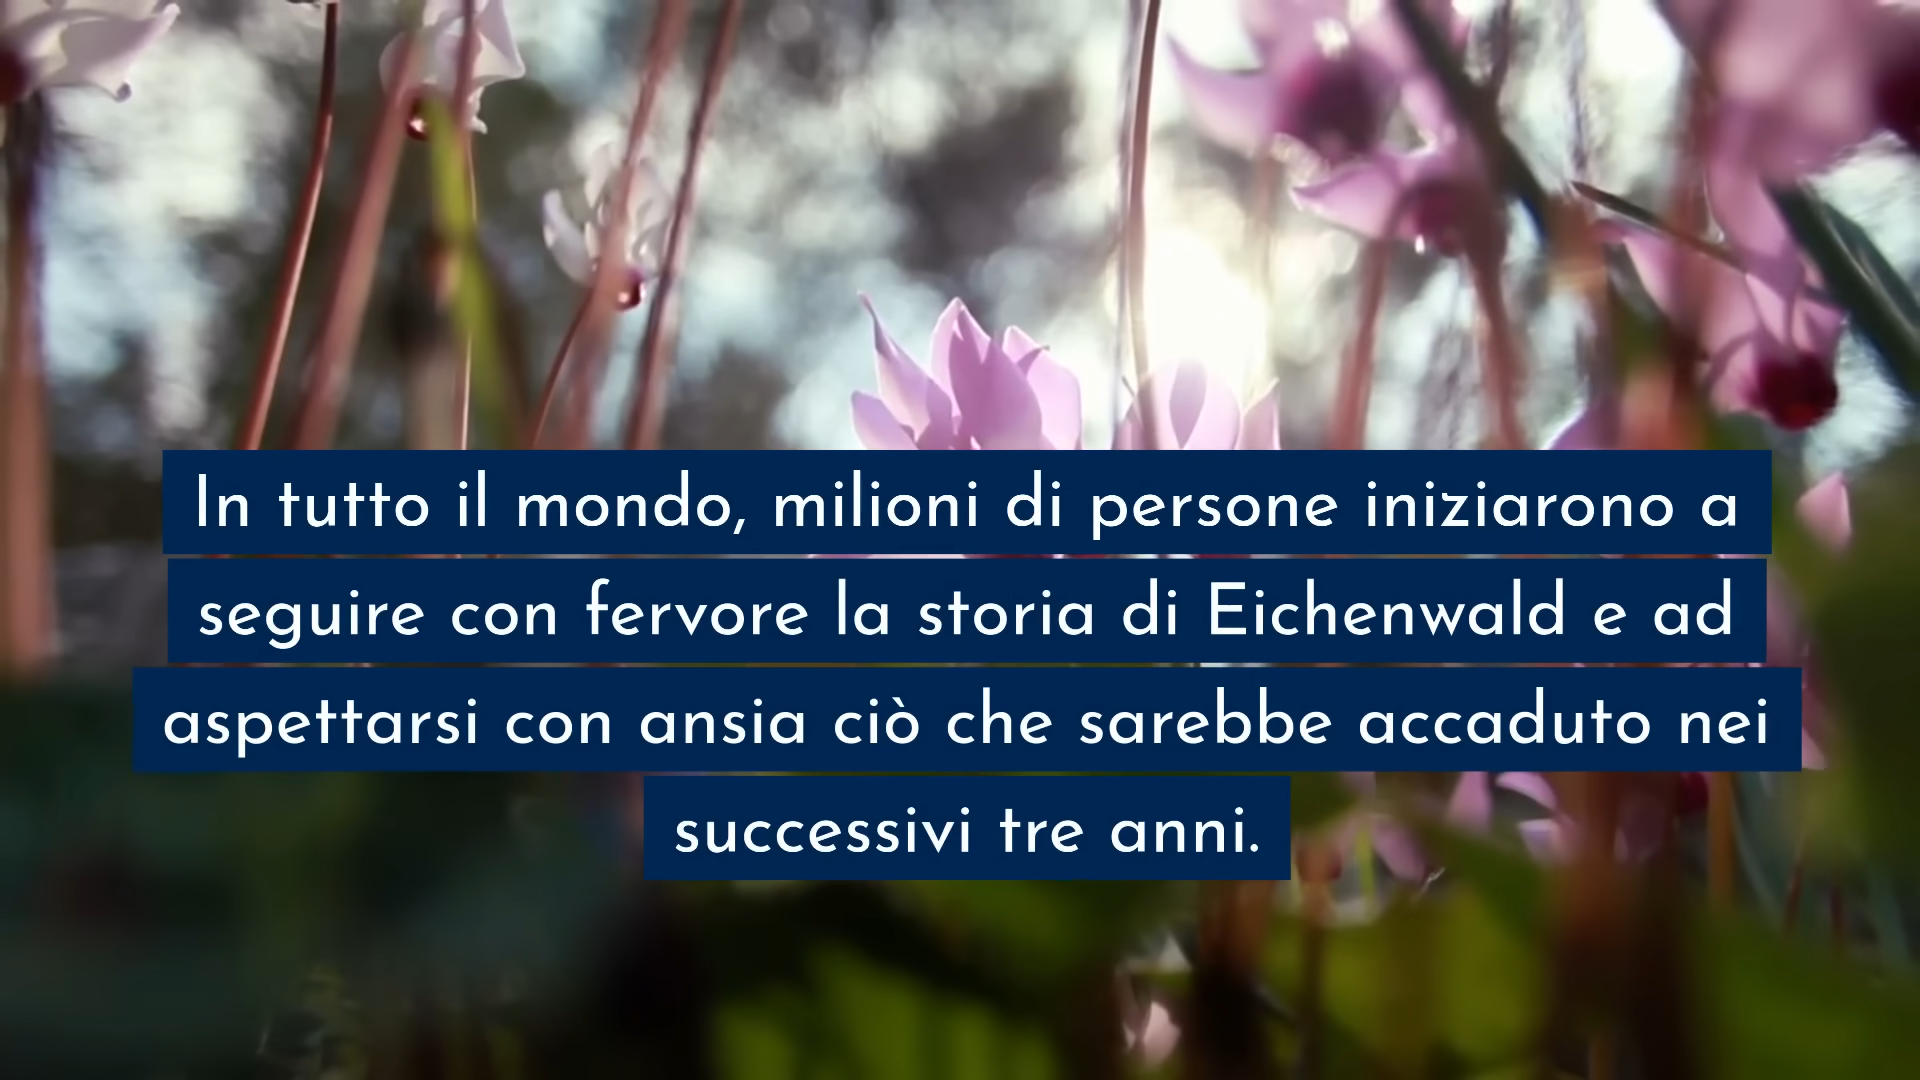 In tutto il mondo, milioni di persone iniziarono a
seguire con fervore la storia di Eichenwald e ad
aspettarsi con ansia ciò che sarebbe accaduto nei
successivi tre anni.